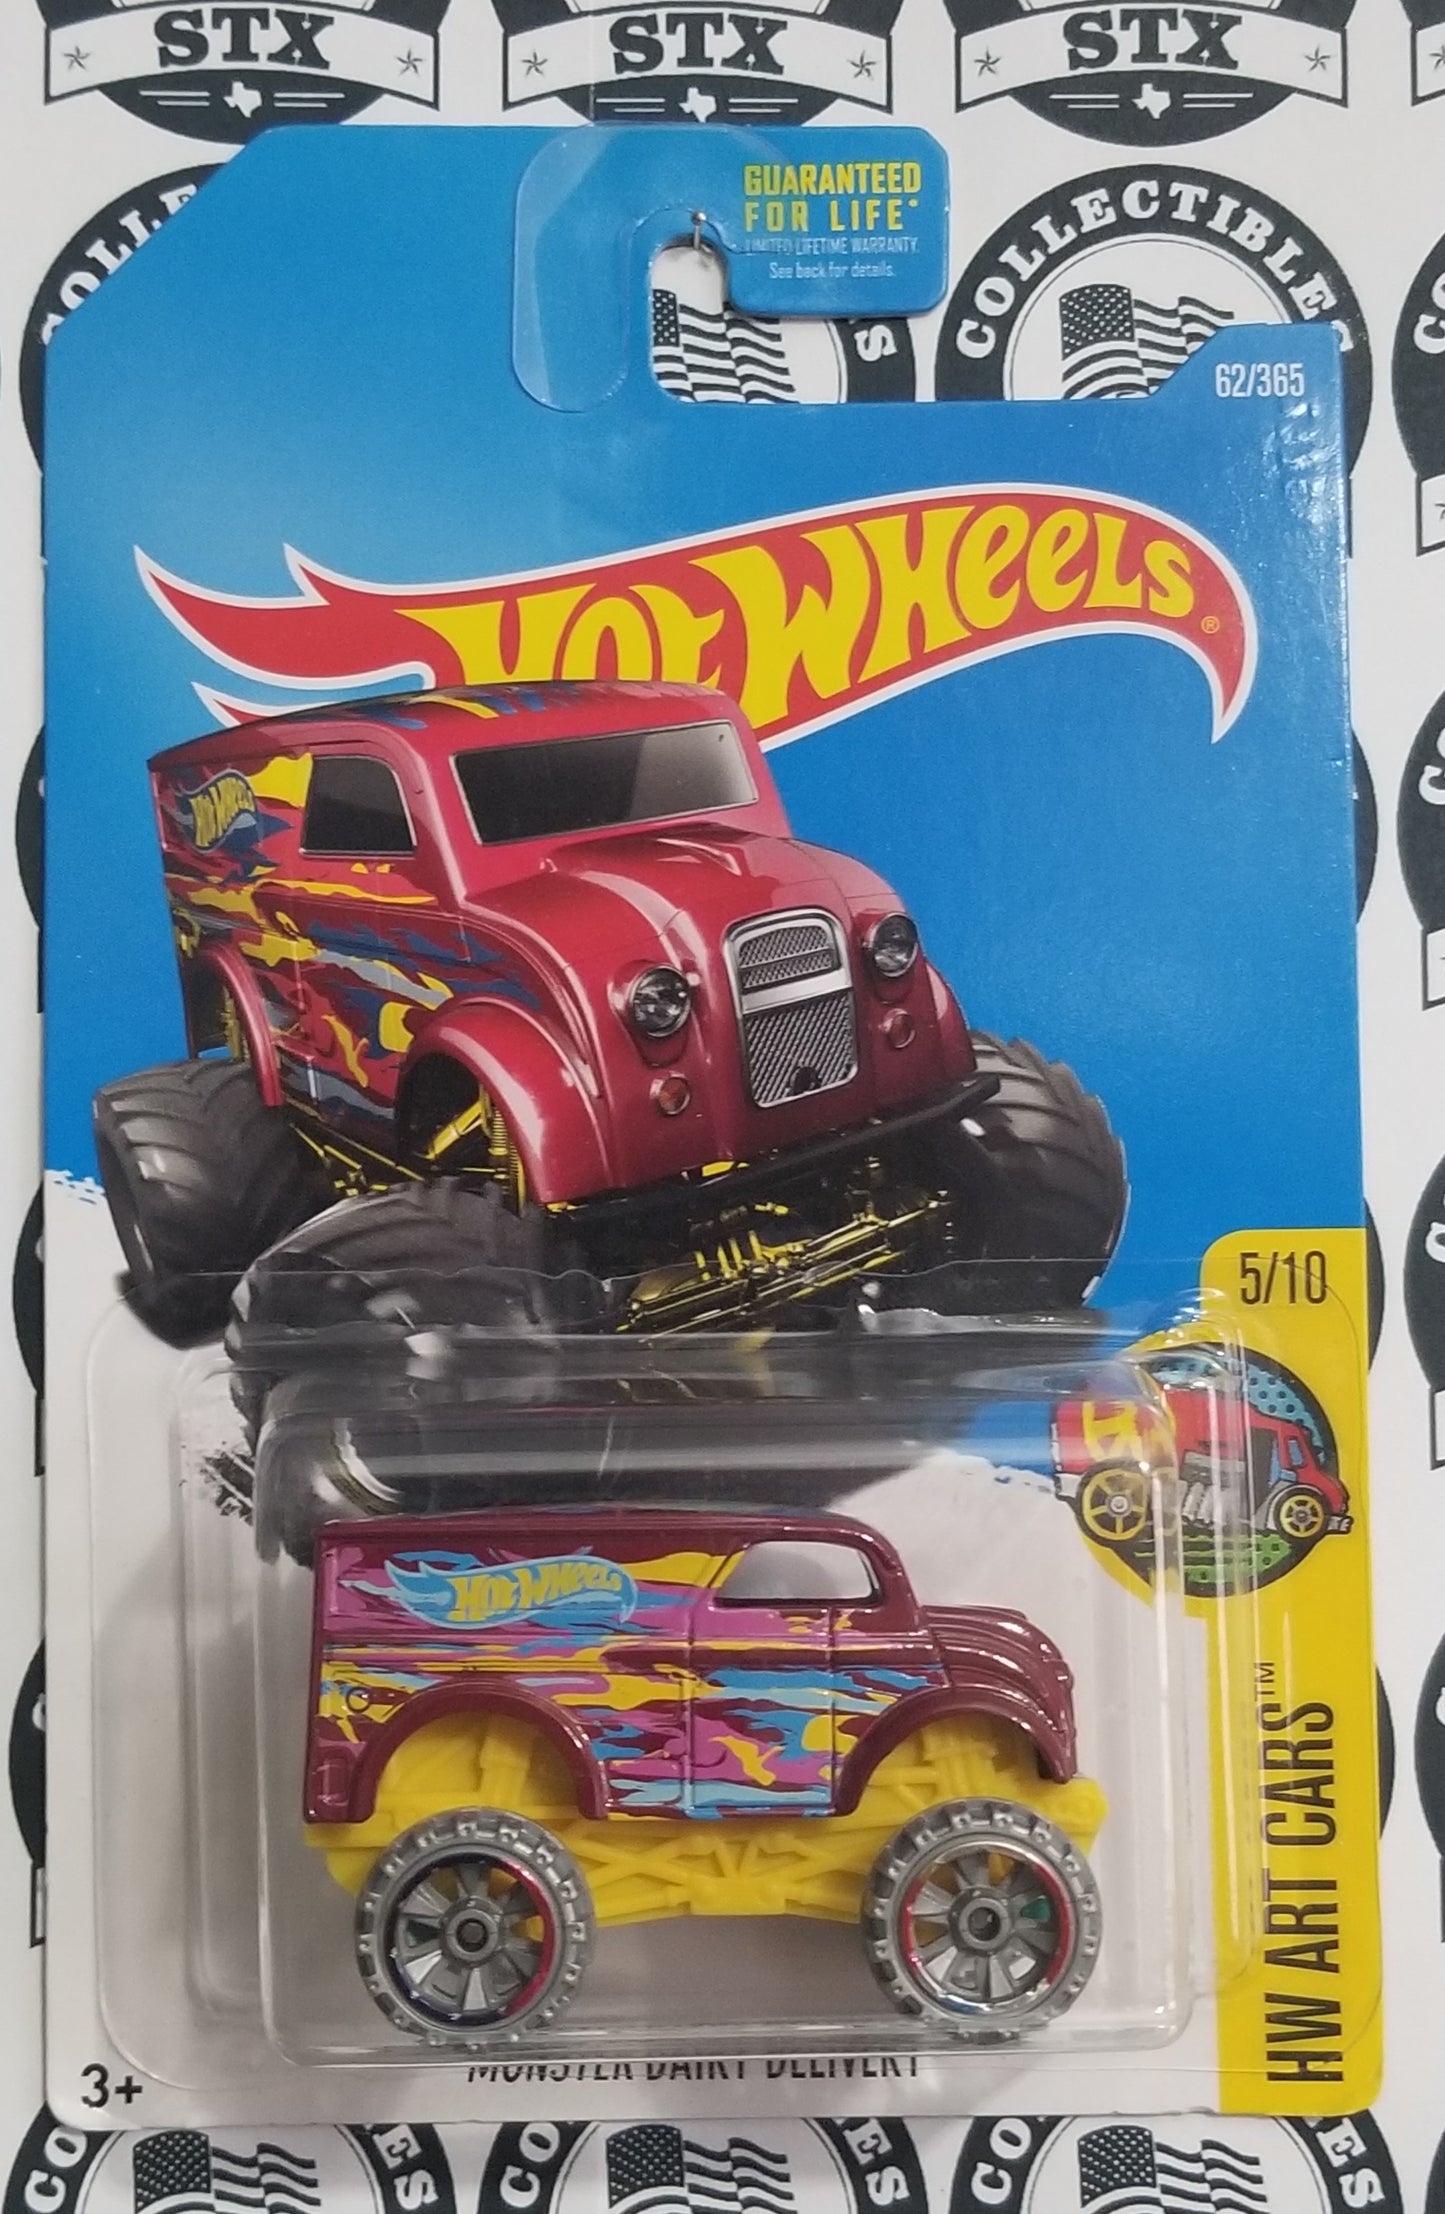 STX
STX
STX
GUARANTEED
FOR LIFE*
LIMITED LIFETIME WARRANTY.
See back for details.
COLLECTIBLES
62/365
HOT WHEELS®
HOT WHEELS
5/10
HOT WHEELS
HW ART CARS™
MONSTER DAIRY DELIVERY
3+